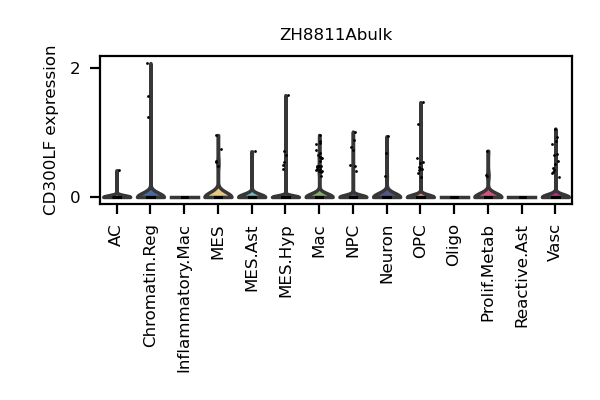 ZH8811Abulk
CD300LF expression
2
0
AC
Chromatin.Reg
Inflammatory.Mac
MES
MES.Ast
MES.Hyp
Mac
NPC
Neuron
OPC
Oligo
Prolif.Metab
Reactive.Ast
Vasc